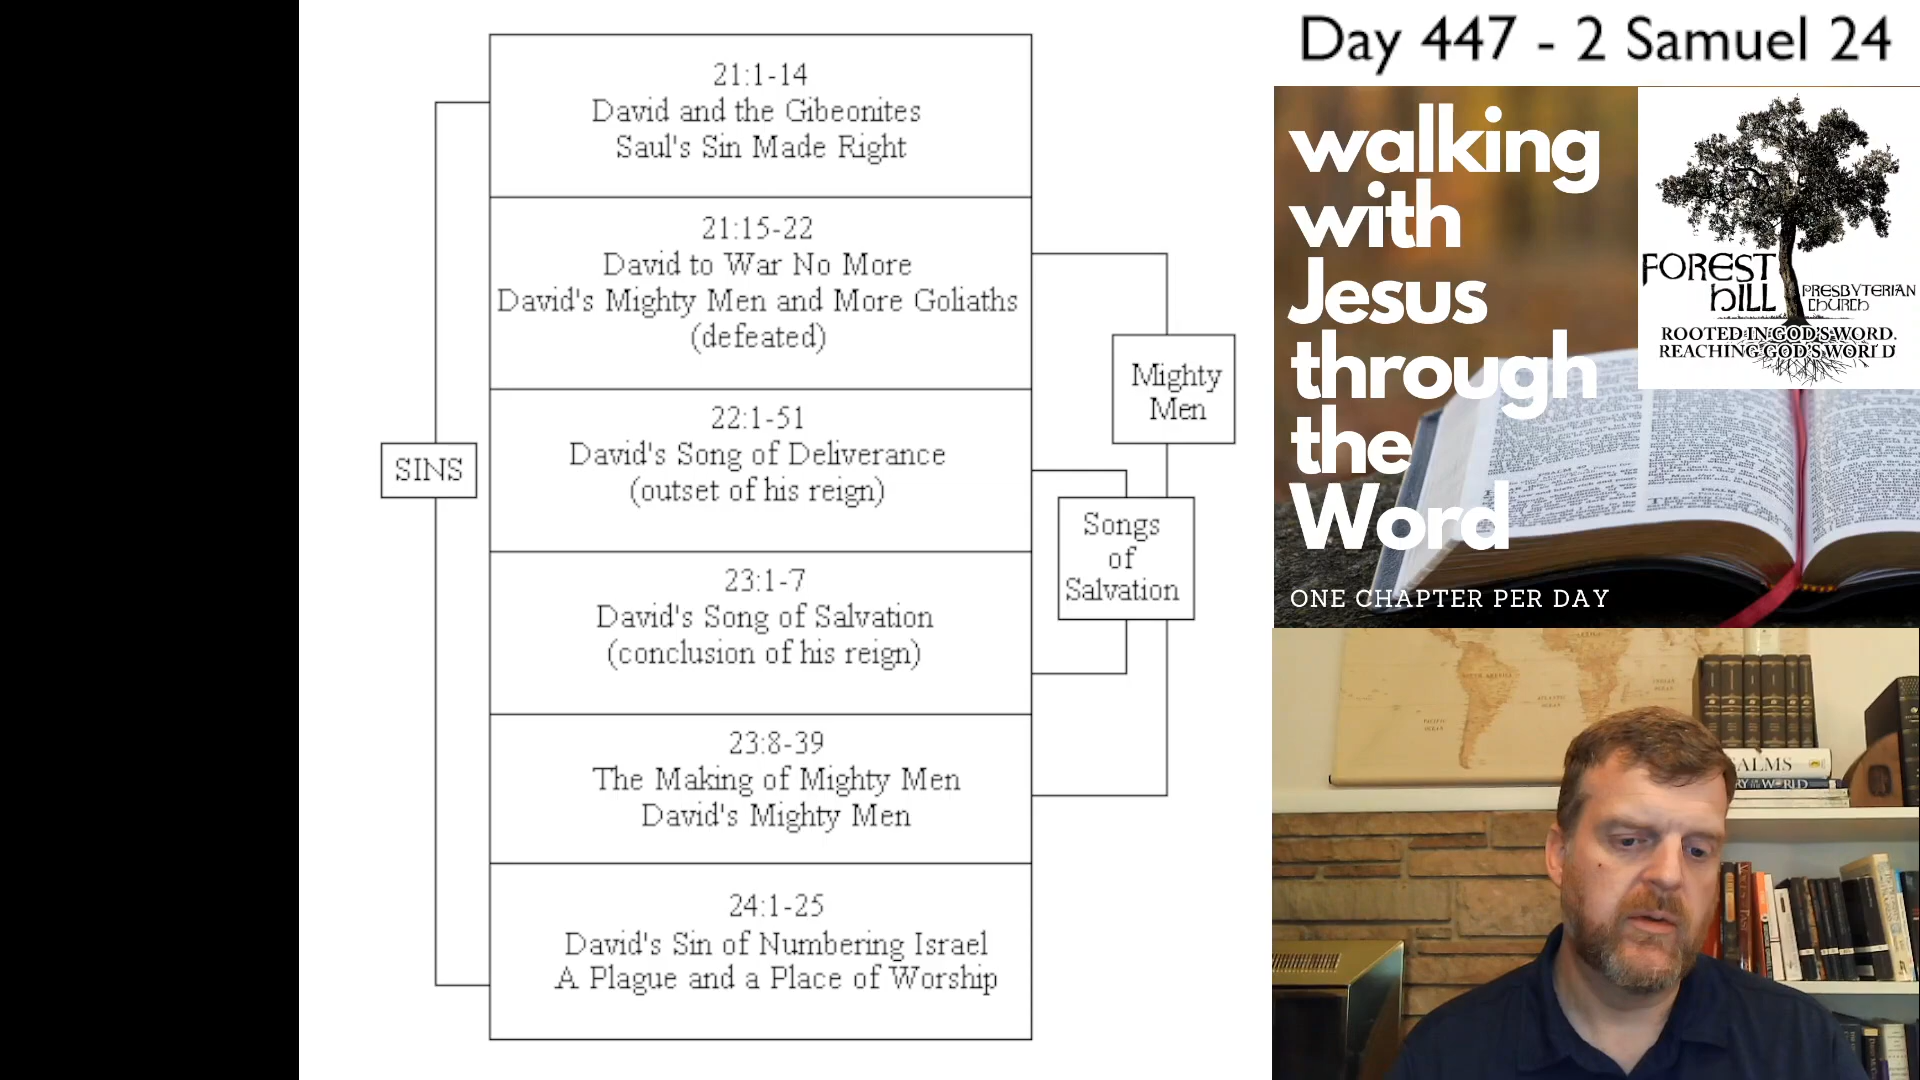 Day 447 - 2 Samuel 24
21:1-14
David and the Gibeonites
Saul's Sin Made Right
21:15-22
David to War No More
David's Mighty Men and More Goliaths
(defeated)
22:1-51
David's Song of Deliverance
(outset of his reign)
23:1-7
David's Song of Salvation
(conclusion of his reign)
23:8-39
The Making of Mighty Men
David's Mighty Men
24:1-25
David's Sin of Numbering Israel
A Plague and a Place of Worship
SINS
Mighty
Men
Songs
of
Salvation
walking
with
Jesus
through
the
Word
ONE CHAPTER PER DAY
FOREST
HILL
PRESBYTERIAN
CHURCH
ROOTED IN GOD'S WORD.
REACHING GOD'S WORLD